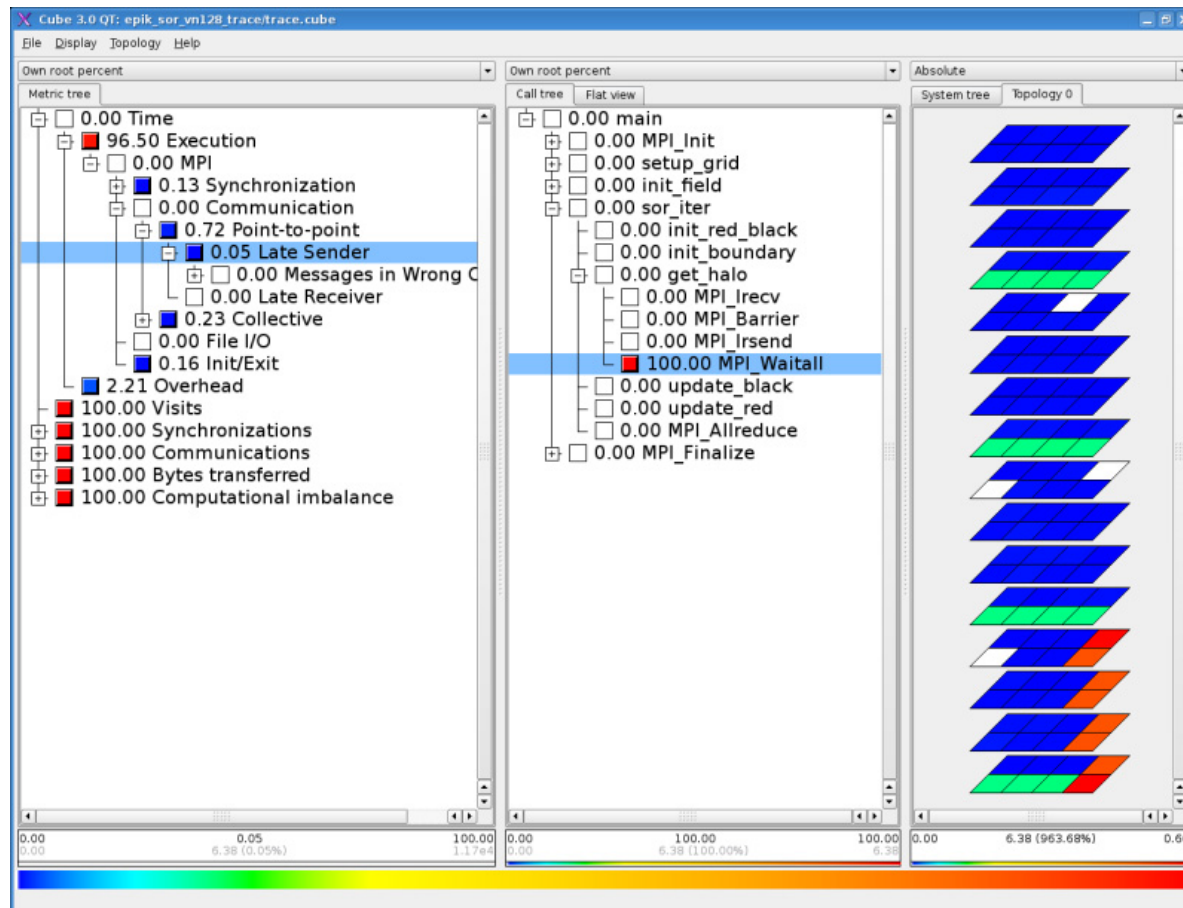 X Cube 3.0 QT: epik_sor_vn128_trace/trace.cube
File Display Topology Help
Own root percent
Metric tree
0.00 Time
96.50 Execution
0.00 MPI
0.13 Synchronization
0.00 Communication
0.72 Point-to-point
0.05 Late Sender
0.00 Messages in Wrong
0.00 Late Receiver
0.23 Collective
0.00 File I/O
0.16 Init/Exit
2.21 Overhead
100.00 Visits
100.00 Synchronizations
100.00 Communications
100.00 Bytes transferred
100.00 Computational imbalance
0.00 0.05 100.00
0.00 6.38 (0.05%) 1.17e4
Own root percent
Call tree Flat view
0.00 main
0.00 MPI_Init
0.00 setup_grid
0.00 init_field
0.00 sor_iter
0.00 init_red_black
0.00 init_boundary
0.00 get_halo
0.00 MPI_Irecv
0.00 MPI_Barrier
0.00 MPI_Irsend
100.00 MPI_Waitall
0.00 update_black
0.00 update_red
0.00 MPI_Allreduce
0.00 MPI_Finalize
0.00 100.00 100.00
0.00 6.38 (100.00%) 6.38
Absolute
System tree Topology 0
0.00 6.38 (963.68%)